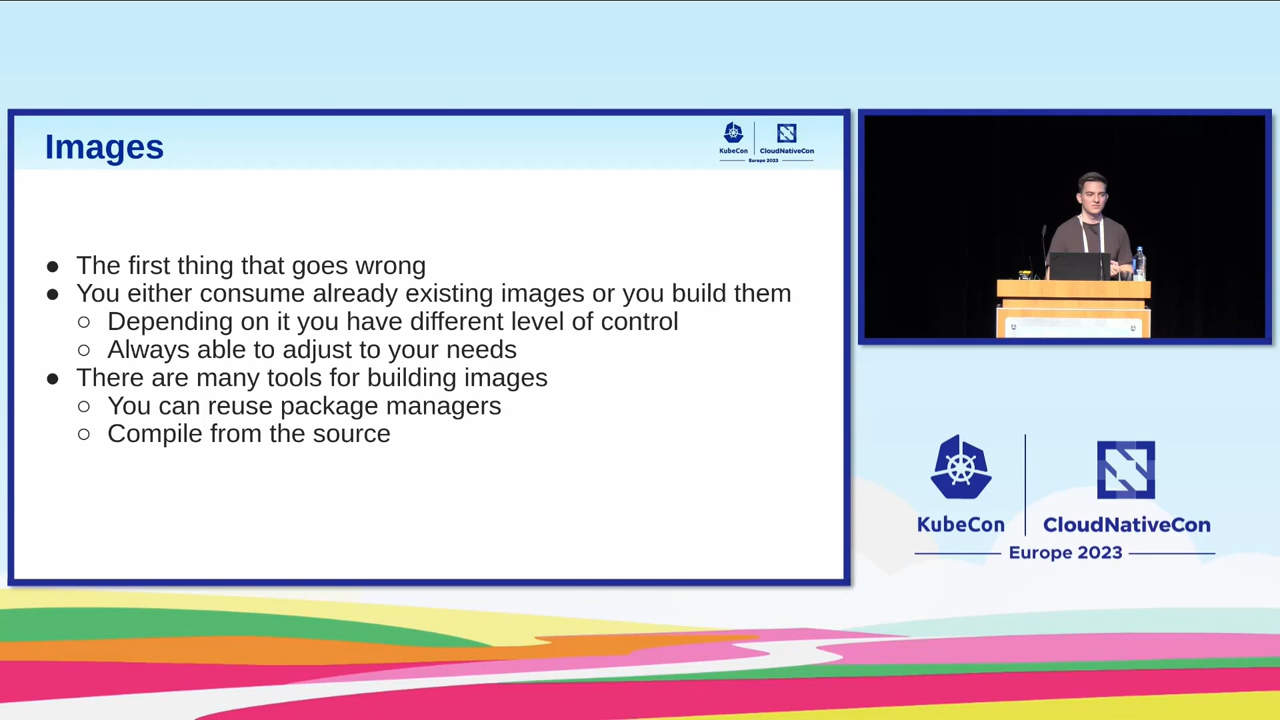 Images
KubeCon
CloudNativeCon
Europe 2023
● The first thing that goes wrong
● You either consume already existing images or you build them
○ Depending on it you have different level of control
○ Always able to adjust to your needs
● There are many tools for building images
○ You can reuse package managers
○ Compile from the source
KubeCon
CloudNativeCon
Europe 2023